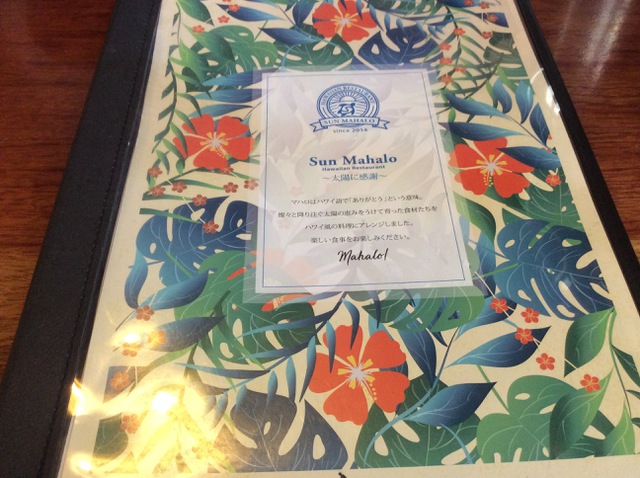 HAWAIIAN RESTAURANT
SUN MAHALO
since 2016
Sun Mahalo
Hawaiian Restaurant
～太陽に感謝～
マハロはハワイ語で「ありがとう」という意味。
燦々と降り注ぐ太陽の恵みをうけて育った食材たちを
ハワイ風の料理にアレンジしました。
楽しい食事をお楽しみください。
Mahalo!